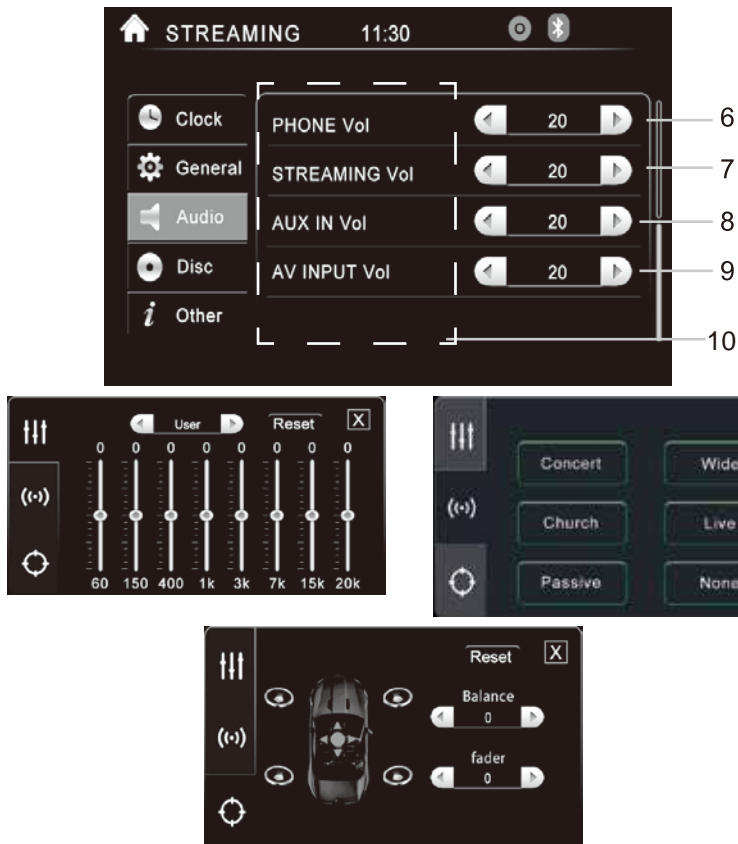 STREAMING 11:30
Clock
General
Audio
Disc
Other
PHONE Vol 20 6
STREAMING Vol 20 7
AUX IN Vol 20 8
AV INPUT Vol 20 9
10
User Reset X
0 0 0 0 0 0 0 0
60 150 400 1k 3k 7k 15k 20k
Concert Wide
Church Live
Passive None
Reset X
Balance
0
fader
0